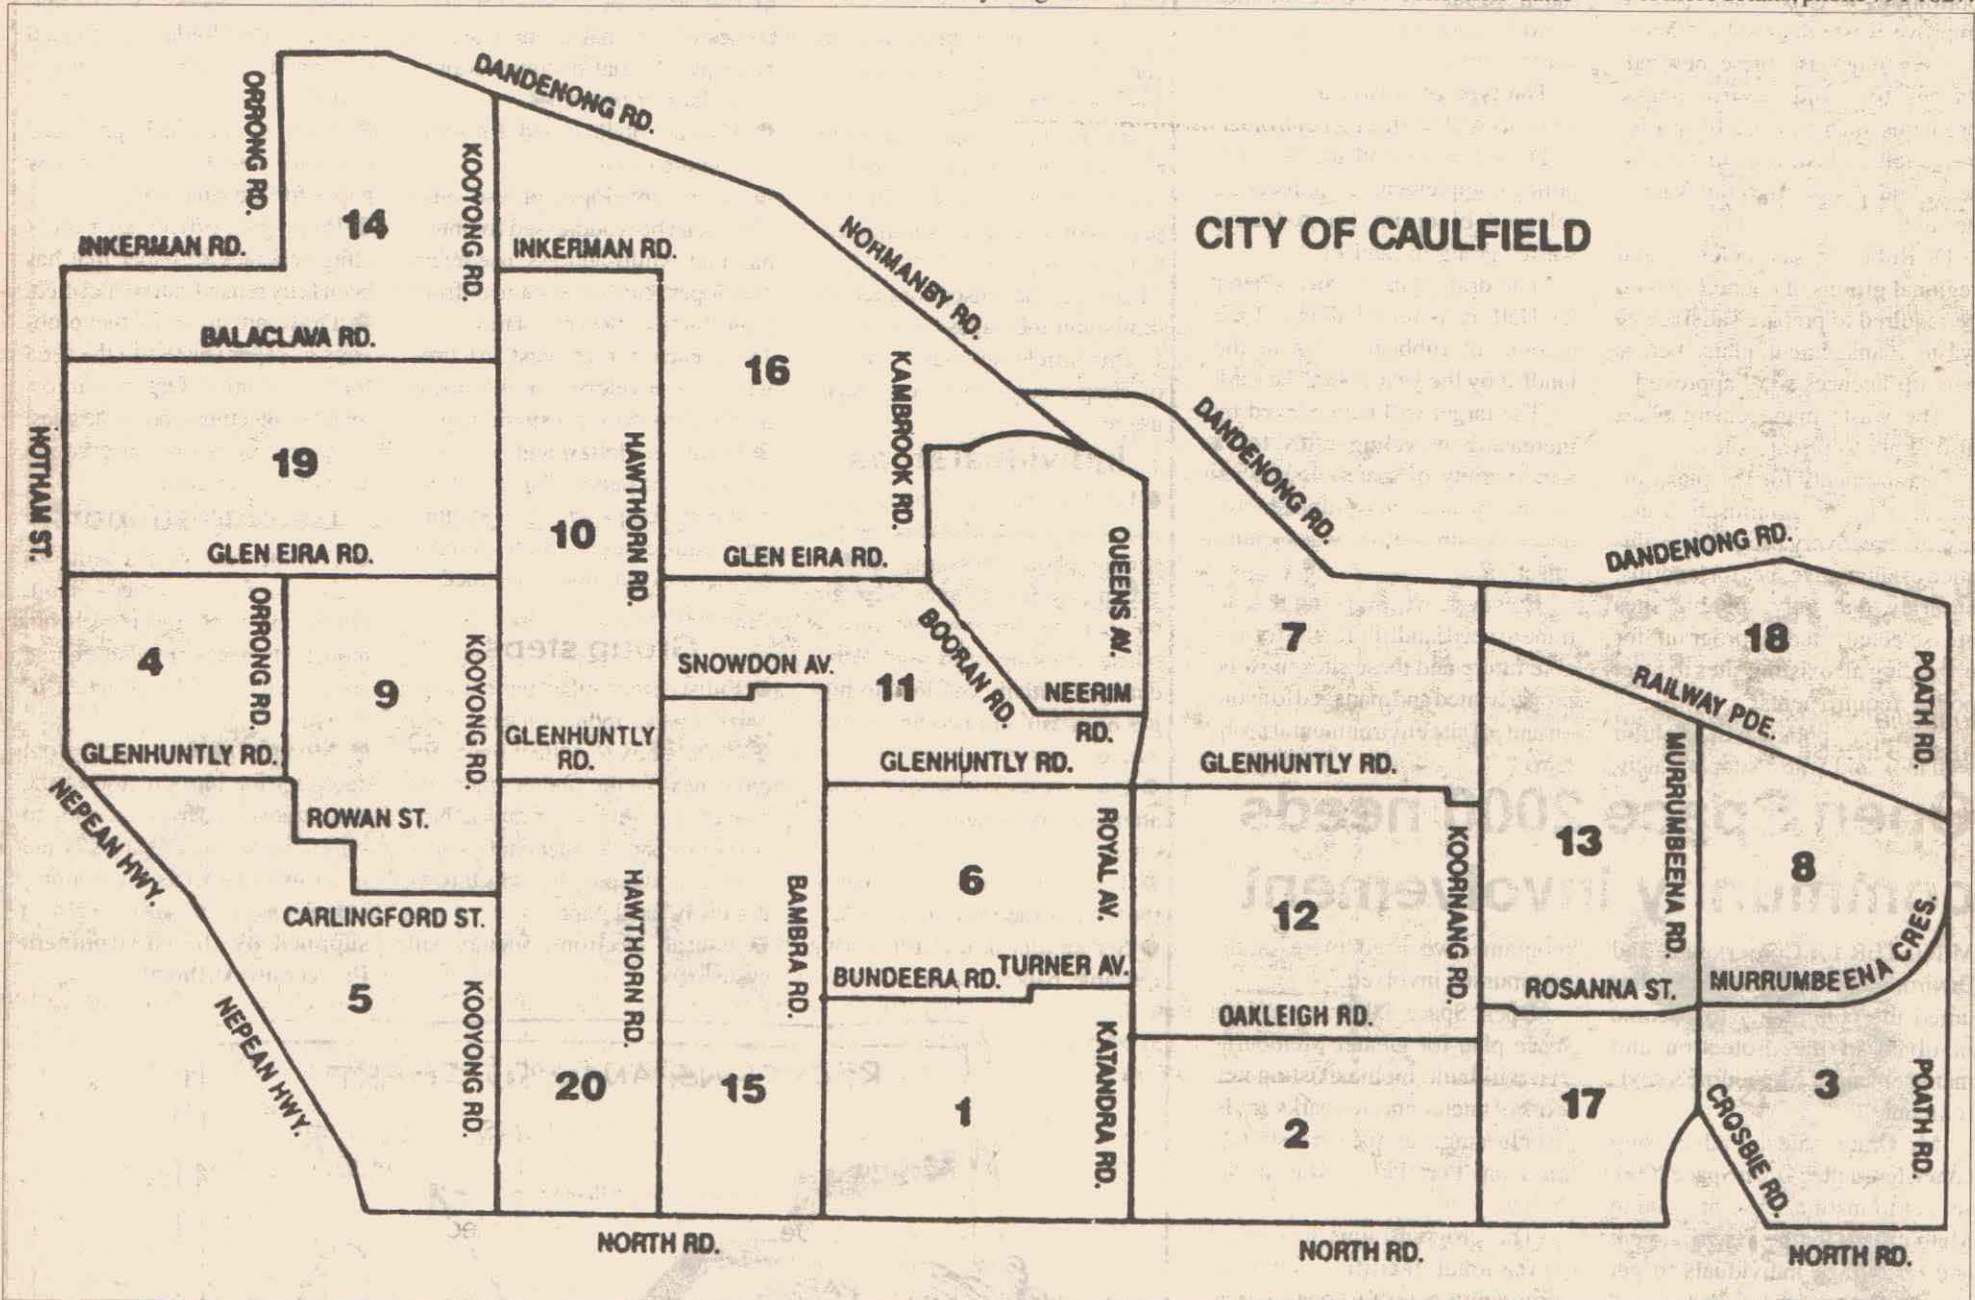 CITY OF CAULFIELD
DANDENONG RD.
ORRONG RD.
KOOYONG RD.
14
INKERMAN RD.
INKERMAN RD.
NORMANBY RD.
BALACLAVA RD.
16
KAMBROOK RD.
DANDENONG RD.
HOTHAM ST.
19
10
HAWTHORN RD.
GLEN EIRA RD.
GLEN EIRA RD.
QUEENS AV.
DANDENONG RD.
4
ORRONG RD.
9
KOOYONG RD.
SNOWDON AV.
11
BOORAN RD.
NEERIM
RD.
7
18
RAILWAY PDE.
POATH RD.
GLENHUNTLY RD.
GLENHUNTLY
RD.
GLENHUNTLY RD.
GLENHUNTLY RD.
NEPEAN HWY.
ROWAN ST.
CARLINGFORD ST.
HAWTHORN RD.
BAMBRA RD.
6
ROYAL AV.
12
KOORNANG RD.
13
MURRUMBEENA RD.
8
BUNDEERA RD.
TURNER AV.
ROSANNA ST.
MURRUMBEENA CRES.
5
NEPEAN HWY.
KOOYONG RD.
OAKLEIGH RD.
20
15
1
KATANDRA RD.
2
17
CROSBIE RD.
3
POATH RD.
NORTH RD.
NORTH RD.
NORTH RD.